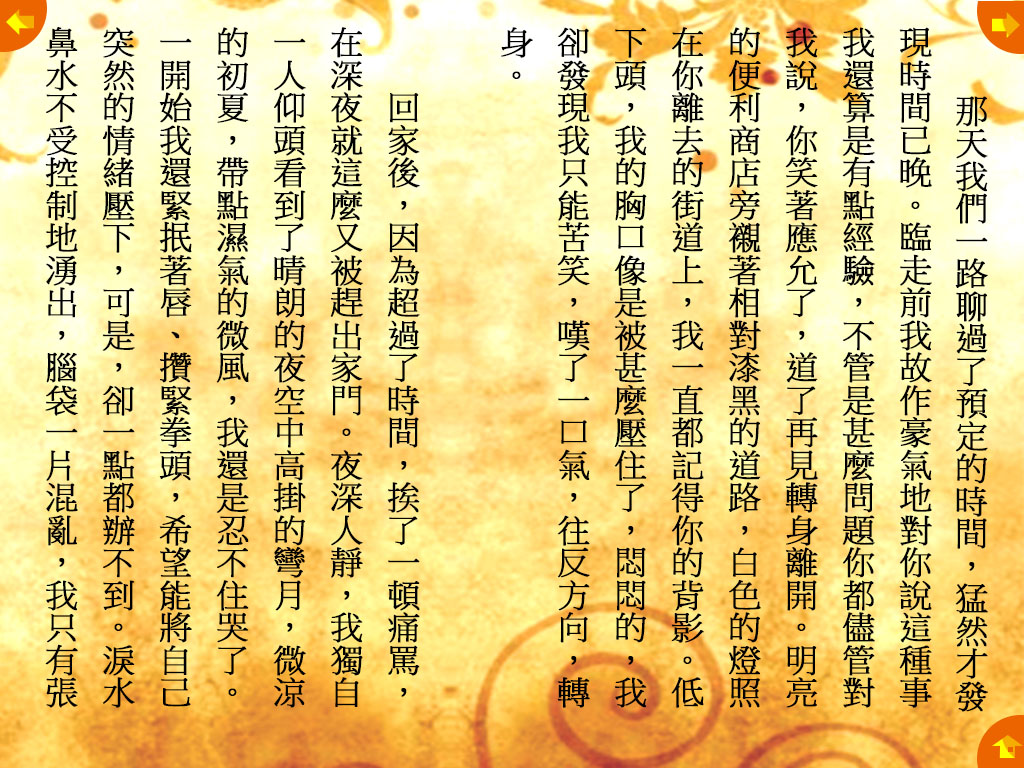 那天我們一路聊過了預定的時間，猛然才發
現時間已晚。臨走前我故作豪氣地對你說這種事
我還算是有點經驗，不管是甚麼問題你都儘管對
我說，你笑著應允了，道了再見轉身離開。明亮
的便利商店旁襯著相對漆黑的道路，白色的燈照
在你離去的街道上，我一直都記得你的背影。低
下頭，我的胸口像是被甚麼壓住了，悶悶的，我
卻發現我只能苦笑，嘆了一口氣，往反方向，轉
身。
回家後，因為超過了時間，挨了一頓痛罵，
在深夜就這麼又被趕出家門。夜深人靜，我獨自
一人仰頭看到了晴朗的夜空中高掛的彎月，微涼
的初夏，帶點濕氣的微風，我還是忍不住哭了。
一開始我還緊抿著唇、攢緊拳頭，希望能將自己
突然的情緒壓下，可是，卻一點都辦不到。淚水
鼻水不受控制地湧出，腦袋一片混亂，我只有張